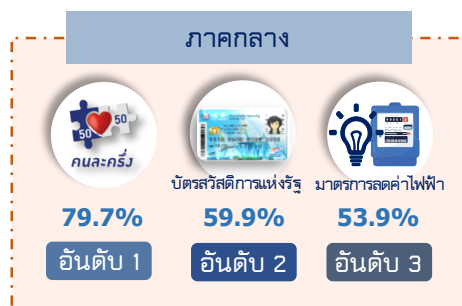 ภาคกลาง
50
50
คนละครึ่ง
บัตรสวัสดิการแห่งรัฐ
มาตรการลดค่าไฟฟ้า
79.7%
59.9%
53.9%
อันดับ 1
อันดับ 2
อันดับ 3